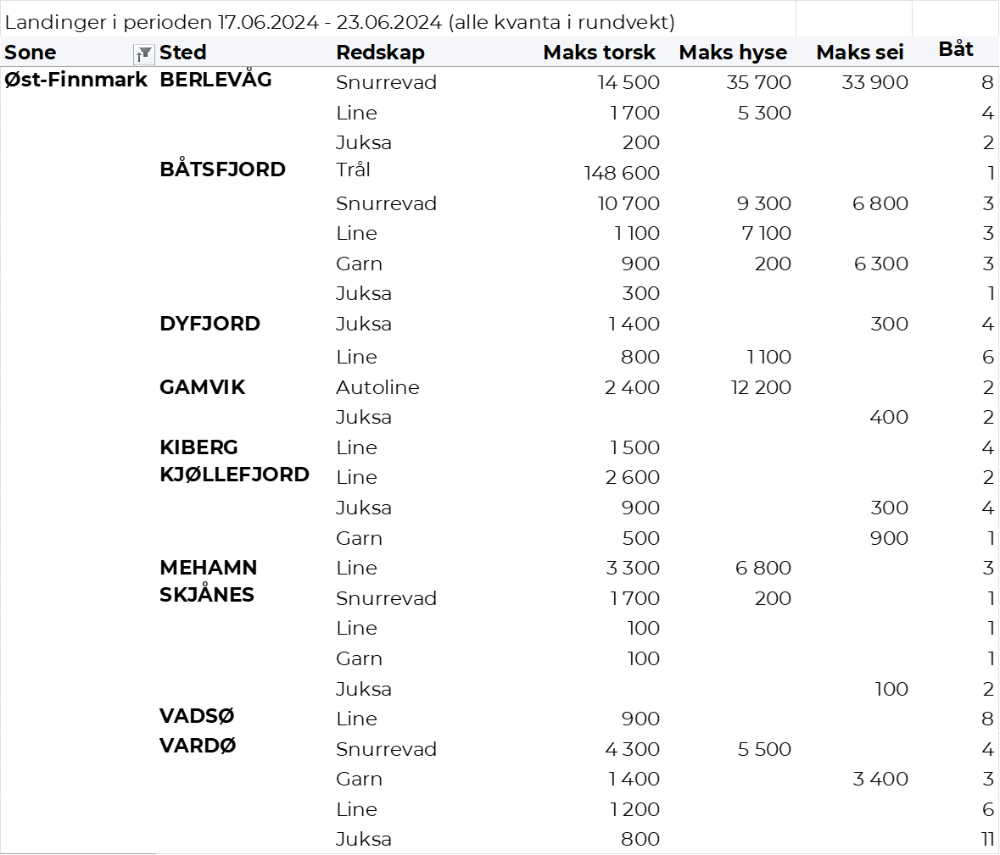 Landinger i perioden 17.06.2024 - 23.06.2024 (alle kvanta i rundvekt)
Sone Sted Redskap Maks torsk Maks hyse Maks sei Båt
Øst-Finnmark BERLEVÅG Snurrevad 14 500 35 700 33 900 8
Line 1 700 5 300 4
Juksa 200 2
BÅTSFJORD Trål 148 600 1
Snurrevad 10 700 9 300 6 800 3
Line 1 100 7 100 3
Garn 900 200 6 300 3
Juksa 300 1
DYFJORD Juksa 1 400 300 4
Line 800 1 100 6
GAMVIK Autoline 2 400 12 200 2
Juksa 400 2
KIBERG Line 1 500 4
KJØLLEFJORD Line 2 600 2
Juksa 900 300 4
Garn 500 900 1
MEHAMN Line 3 300 6 800 3
SKJÅNES Snurrevad 1 700 200 1
Line 100 1
Garn 100 1
Juksa 100 2
VADSØ Line 900 8
VARDØ Snurrevad 4 300 5 500 4
Garn 1 400 3 400 3
Line 1 200 6
Juksa 800 11